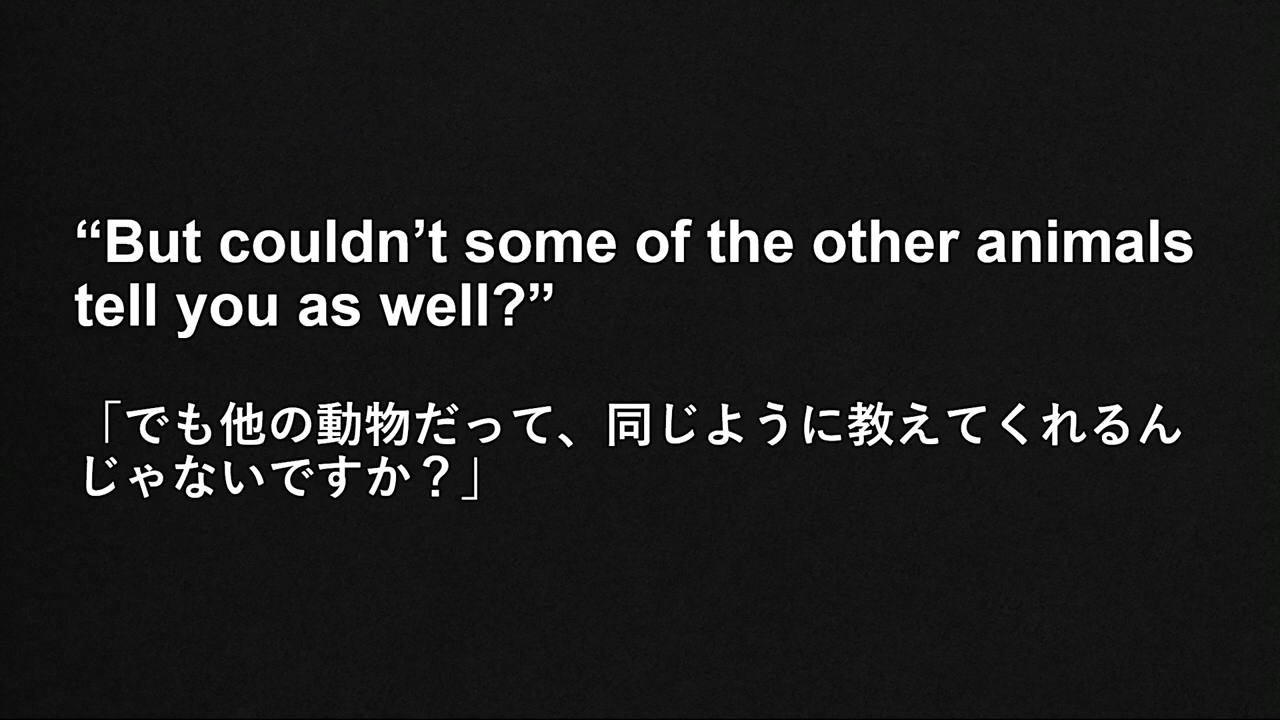 “But couldn’t some of the other animals
tell you as well?”
「でも他の動物だって、同じように教えてくれるん
じゃないですか？」